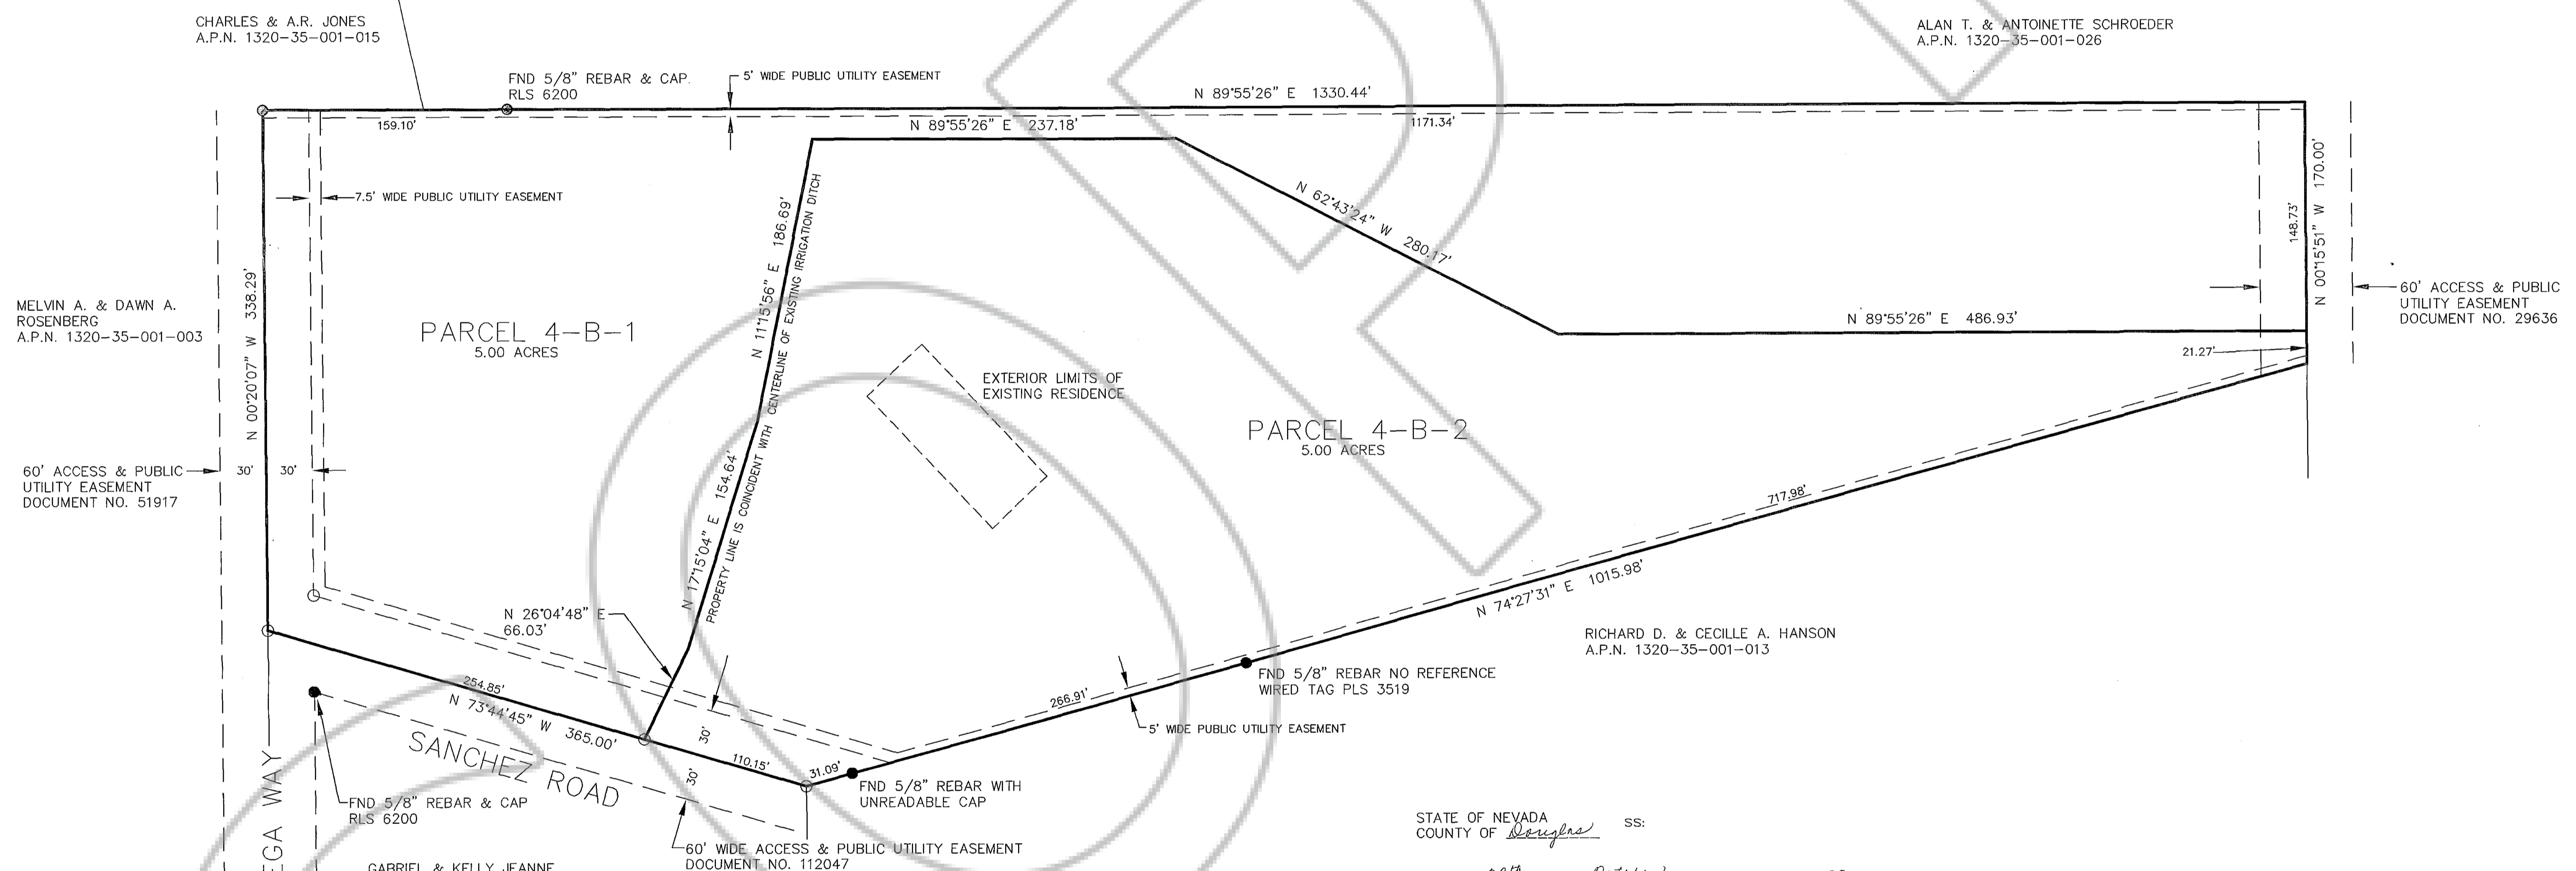 CHARLES & A.R. JONES
A.P.N. 1320-35-001-015
ALAN T. & ANTOINETTE SCHROEDER
A.P.N. 1320-35-001-026
FND 5/8" REBAR & CAP.
RLS 6200
5' WIDE PUBLIC UTILITY EASEMENT
N 89°55'26" E 1330.44'
159.10'
N 89°55'26" E 237.18'
1171.34'
7.5' WIDE PUBLIC UTILITY EASEMENT
N 62°43'24" W 280.17'
148.73'
N 00°15'51" W 170.00'
N 11°15'56" E 186.69'
PROPERTY LINE IS COINCIDENT WITH CENTERLINE OF EXISTING IRRIGATION DITCH
60' ACCESS & PUBLIC
UTILITY EASEMENT
DOCUMENT NO. 29636
MELVIN A. & DAWN A.
ROSENBERG
A.P.N. 1320-35-001-003
N 00°20'07" W 338.29'
PARCEL 4-B-1
5.00 ACRES
N 89°55'26" E 486.93'
21.27'
EXTERIOR LIMITS OF
EXISTING RESIDENCE
PARCEL 4-B-2
5.00 ACRES
60' ACCESS & PUBLIC
UTILITY EASEMENT
DOCUMENT NO. 51917
30'
30'
N 17°15'04" E 154.64'
717.98'
N 74°27'31" E 1015.98'
N 26°04'48" E
66.03'
RICHARD D. & CECILLE A. HANSON
A.P.N. 1320-35-001-013
FND 5/8" REBAR NO REFERENCE
WIRED TAG PLS 3519
254.85'
N 73°44'45" W 365.00'
266.91'
5' WIDE PUBLIC UTILITY EASEMENT
30'
SANCHEZ ROAD
110.15'
31.09'
30'
FND 5/8" REBAR WITH
UNREADABLE CAP
FND 5/8" REBAR & CAP
RLS 6200
EGA WAY
60' WIDE ACCESS & PUBLIC UTILITY EASEMENT
DOCUMENT NO. 112047
STATE OF NEVADA
COUNTY OF Douglas SS:
GABRIEL & KELLY JEANNE